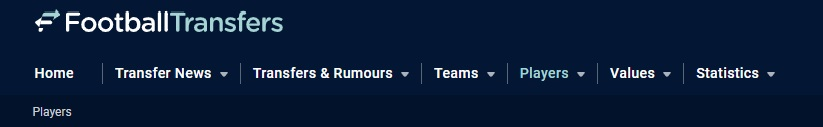 FootballTransfers
Home Transfer News Transfers & Rumours Teams Players Values Statistics
Players